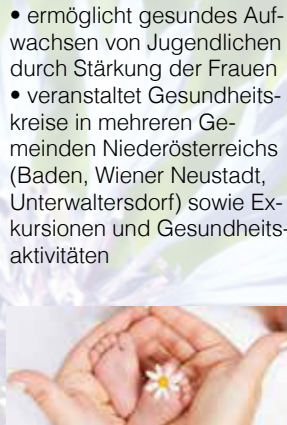 • ermöglicht gesundes Auf-
wachsen von Jugendlichen
durch Stärkung der Frauen
• veranstaltet Gesundheits-
kreise in mehreren Ge-
meinden Niederösterreichs
(Baden, Wiener Neustadt,
Unterwaltersdorf) sowie Ex-
kursionen und Gesundheits-
aktivitäten